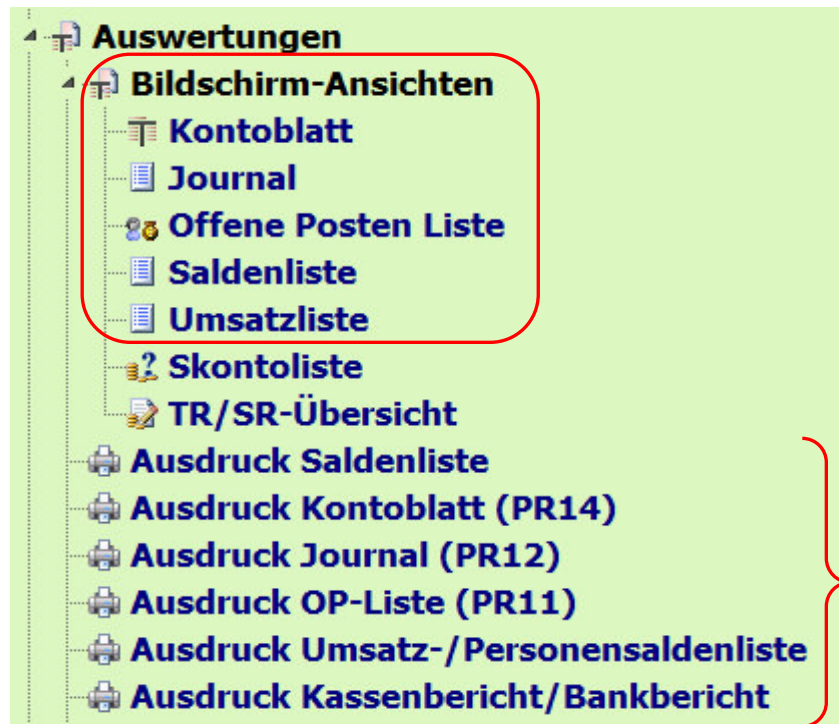 Auswertungen
Bildschirm-Ansichten
Kontoblatt
Journal
Offene Posten Liste
Saldenliste
Umsatzliste
Skontoliste
TR/SR-Übersicht
Ausdruck Saldenliste
Ausdruck Kontoblatt (PR14)
Ausdruck Journal (PR12)
Ausdruck OP-Liste (PR11)
Ausdruck Umsatz-/Personensaldenliste
Ausdruck Kassenbericht/Bankbericht